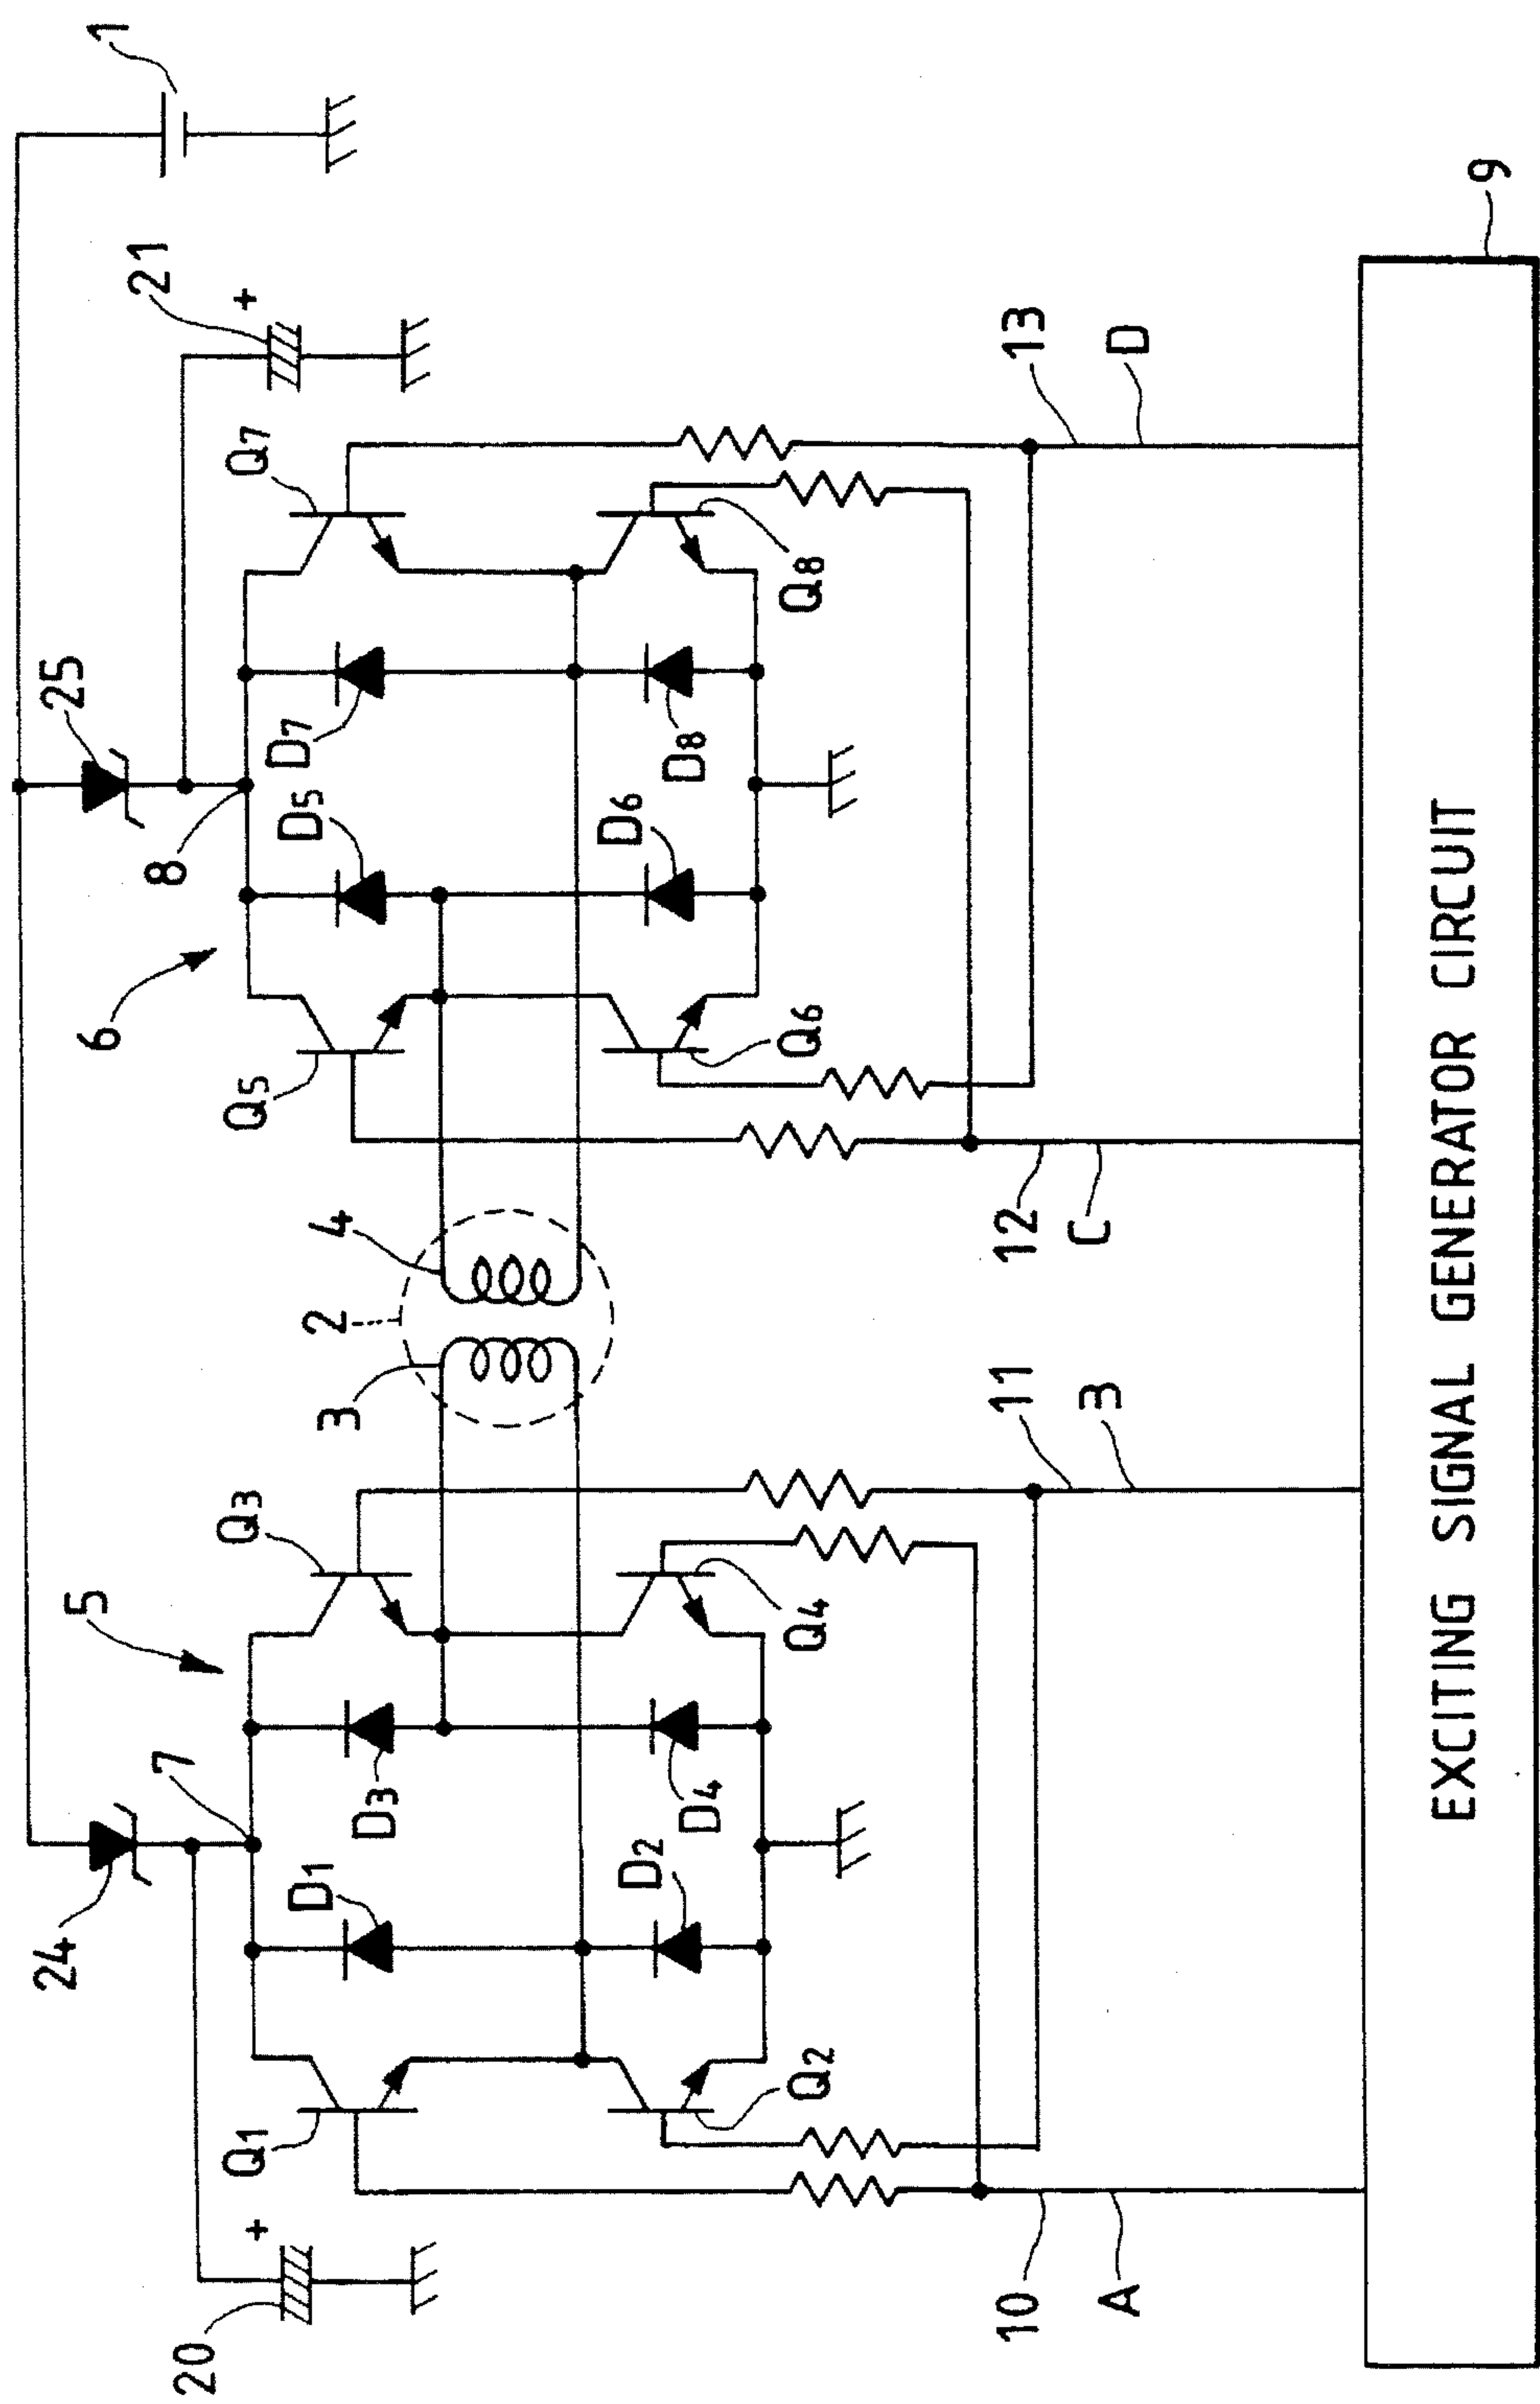 1
24
25
5
6
7
8
21
20
+
+
Q1
Q3
Q5
Q7
D1
D3
D5
D7
3
2
4
D2
D4
D6
D8
Q2
Q4
Q6
Q8
10
11
12
13
A
3
C
D
EXCITING SIGNAL GENERATOR CIRCUIT
9